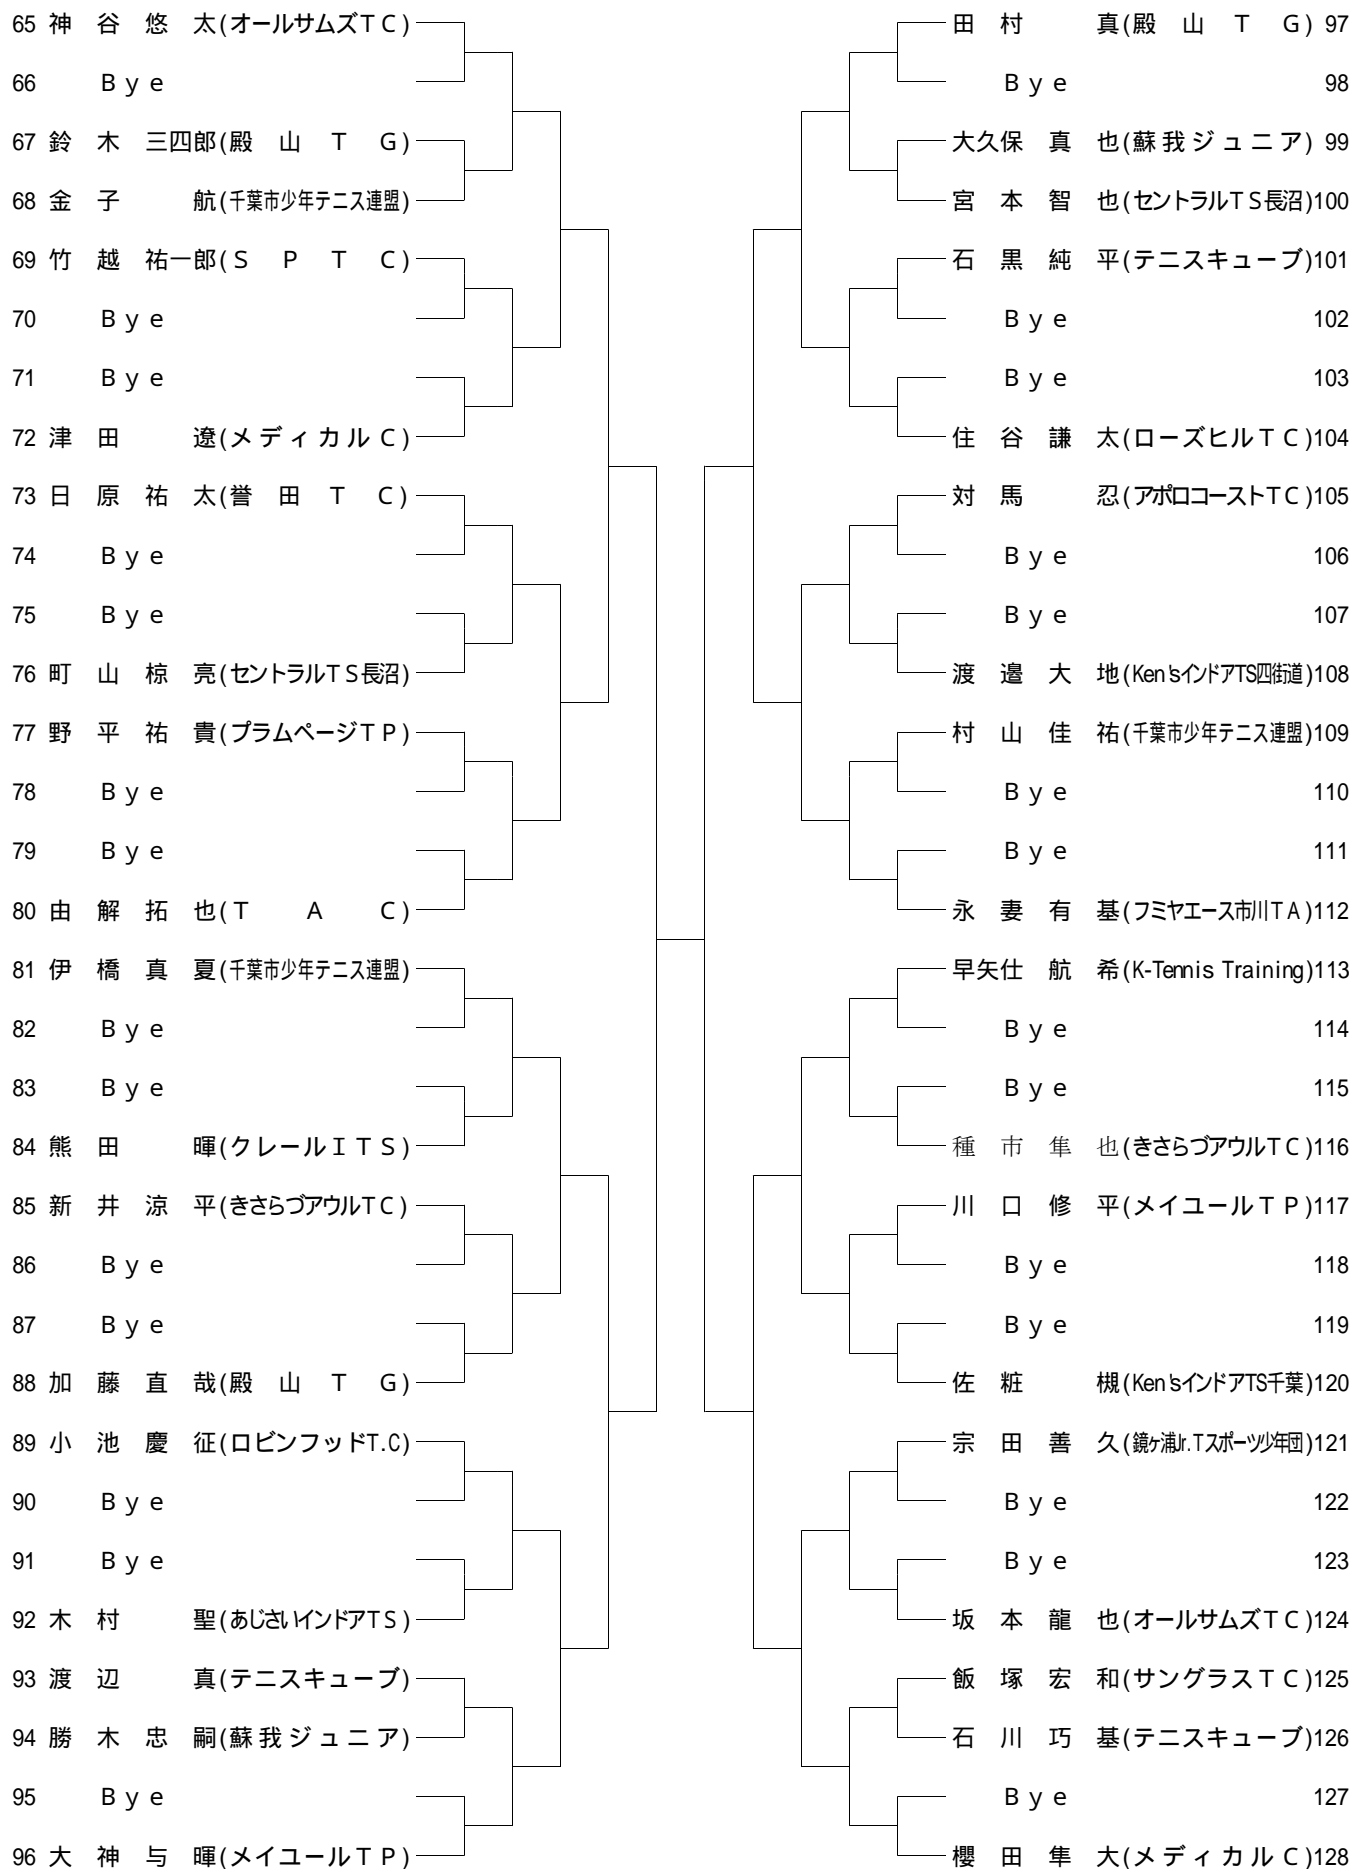 65 神 谷 悠 太(オールサムズTC)
66 Bye
67 鈴 木 三四郎(殿 山 T G)
68 金 子 航(千葉市少年テニス連盟)
69 竹 越 祐一郎(S P T C)
70 Bye
71 Bye
72 津 田 遼(メディカルC)
73 日 原 祐 太(誉 田 T C)
74 Bye
75 Bye
76 町 山 椋 亮(セントラルTS長沼)
77 野 平 祐 貴(プラムページTP)
78 Bye
79 Bye
80 由 解 拓 也(T A C)
81 伊 橋 真 夏(千葉市少年テニス連盟)
82 Bye
83 Bye
84 熊 田 暉(クレールITS)
85 新 井 涼 平(きさらづアウルTC)
86 Bye
87 Bye
88 加 藤 直 哉(殿 山 T G)
89 小 池 慶 征(ロビンフッドT.C)
90 Bye
91 Bye
92 木 村 聖(あじさいインドアTS)
93 渡 辺 真(テニスキューブ)
94 勝 木 忠 嗣(蘇我ジュニア)
95 Bye
96 大 神 与 暉(メイユールTP)
田 村 真(殿 山 T G) 97
Bye 98
大久保 真 也(蘇我ジュニア) 99
宮 本 智 也(セントラルTS長沼)100
石 黒 純 平(テニスキューブ)101
Bye 102
Bye 103
住 谷 謙 太(ローズヒルTC)104
対 馬 忍(アポロコーストTC)105
Bye 106
Bye 107
渡 邉 大 地(Ken'sインドアTS四街道)108
村 山 佳 祐(千葉市少年テニス連盟)109
Bye 110
Bye 111
永 妻 有 基(フミヤエース市川TA)112
早矢仕 航 希(K-Tennis Training)113
Bye 114
Bye 115
種 市 隼 也(きさらづアウルTC)116
川 口 修 平(メイユールTP)117
Bye 118
Bye 119
佐 粧 槻(Ken'sインドアTS千葉)120
宗 田 善 久(鏡ヶ浦Jr.Tスポーツ少年団)121
Bye 122
Bye 123
坂 本 龍 也(オールサムズTC)124
飯 塚 宏 和(サングラスTC)125
石 川 巧 基(テニスキューブ)126
Bye 127
櫻 田 隼 大(メディカルC)128